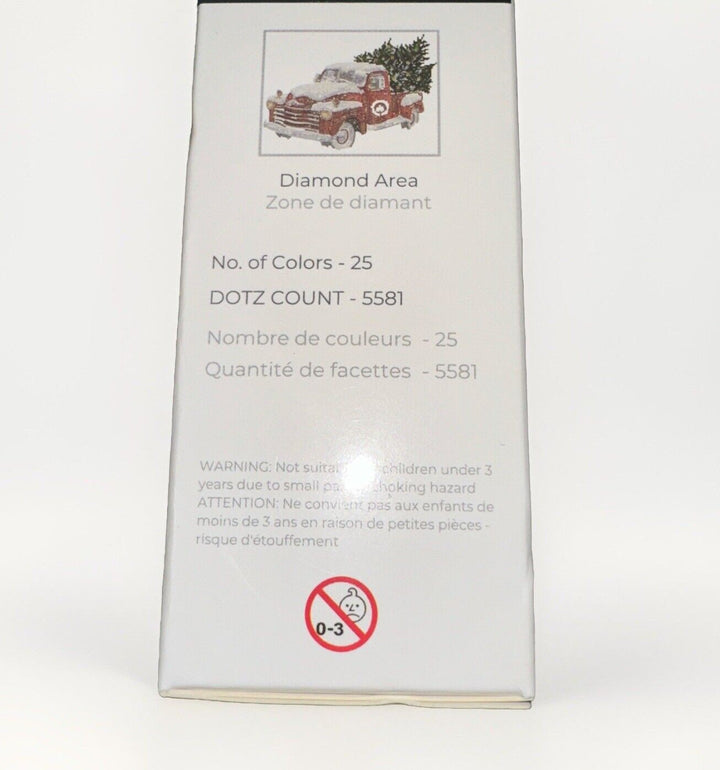 Diamond Area
Zone de diamant
No. of Colors - 25
DOTZ COUNT - 5581
Nombre de couleurs - 25
Quantité de facettes - 5581
WARNING: Not children under 3
years due to small hazard
ATTENTION: Ne convient pas aux enfants de
moins de 3 ans en raison de petites pièces -
risque d'étouffement
0-3